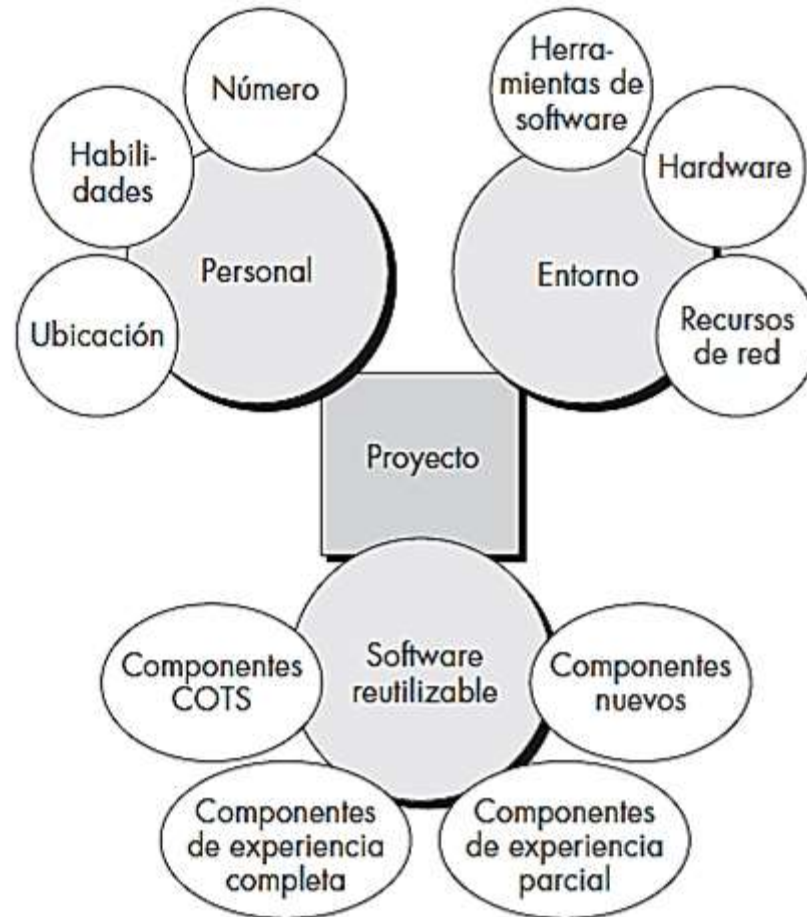 Número
Habili-
dades
Ubicación
Personal
Herra-
mientas de
software
Hardware
Recursos
de red
Entorno
Proyecto
Software
reutilizable
Componentes
COTS
Componentes
de experiencia
completa
Componentes
de experiencia
parcial
Componentes
nuevos